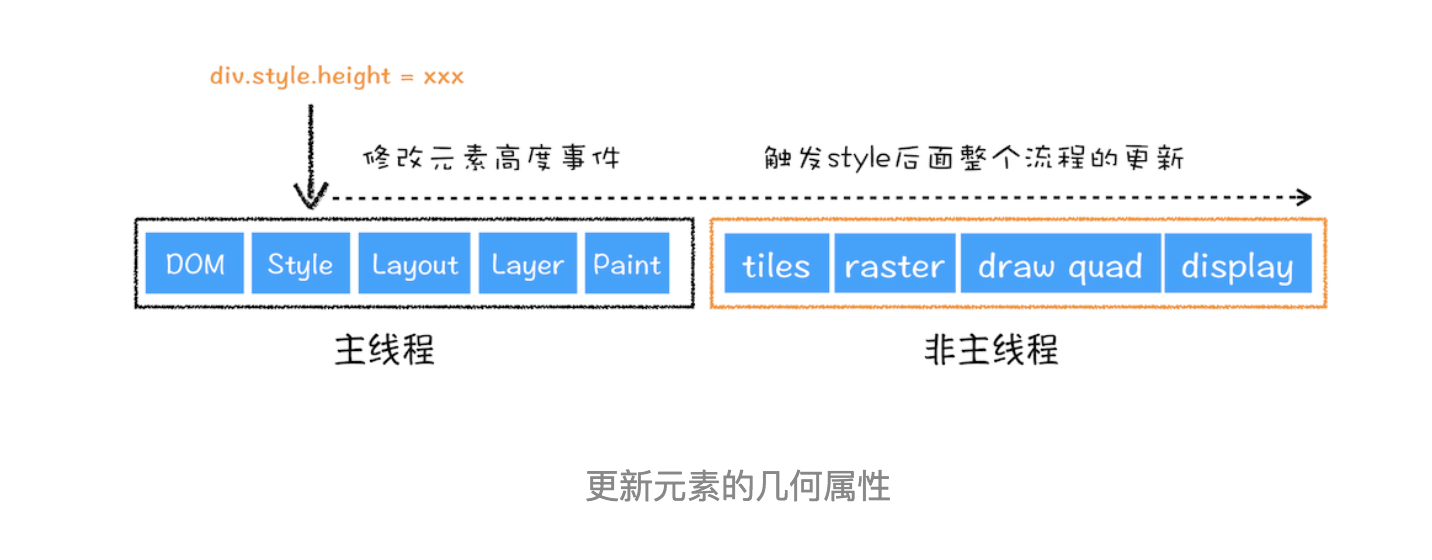 div.style.height = xxx
修改元素高度事件 触发style后面整个流程的更新
DOM Style Layout Layer Paint tiles raster draw quad display
主线程 非主线程
更新元素的几何属性